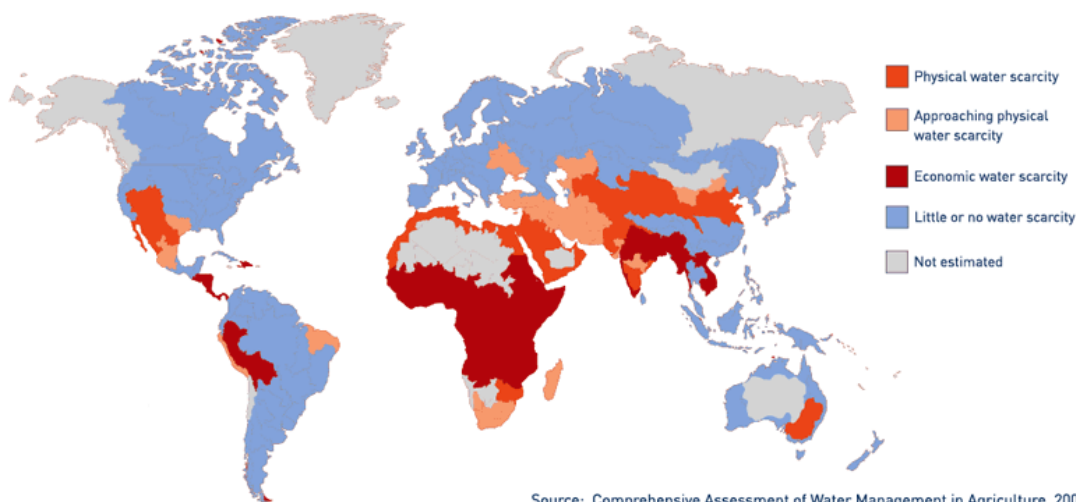 Physical water scarcity
Approaching physical
water scarcity
Economic water scarcity
Little or no water scarcity
Not estimated
Source: Comprehensive Assessment of Water Management in Agriculture,